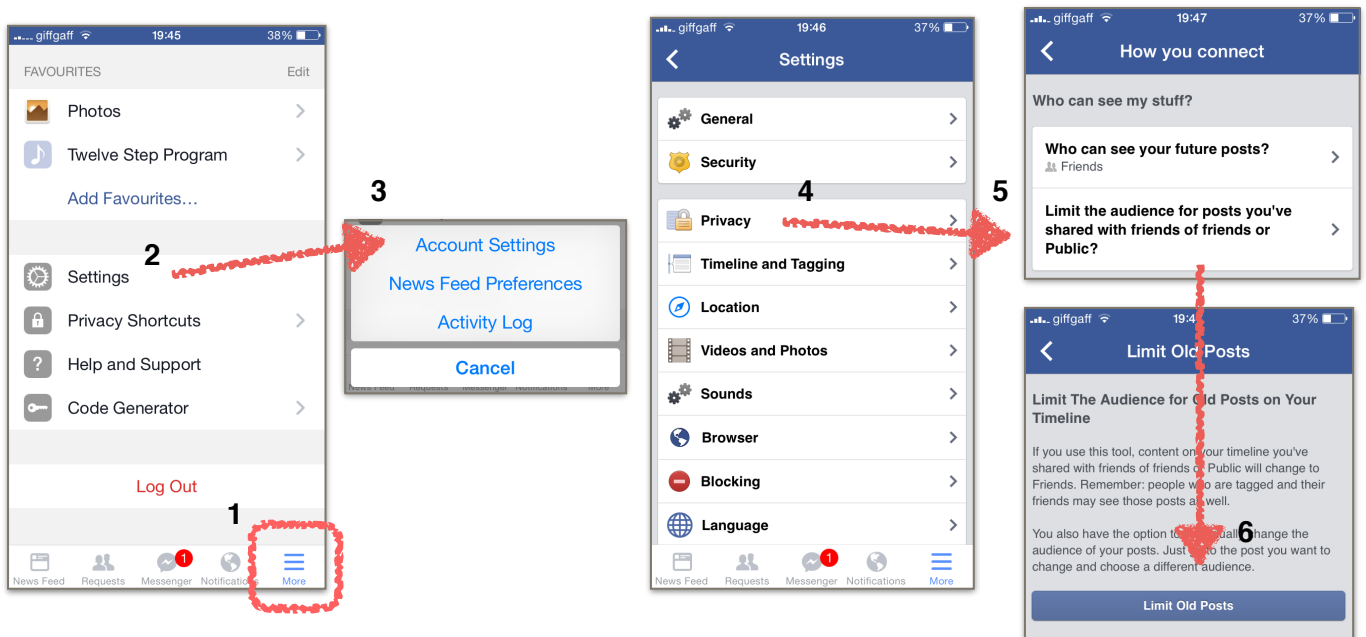 giffgaff 19:45 38%
FAVOURITES Edit
Photos
Twelve Step Program
Add Favourites...
2
Settings
Privacy Shortcuts
Help and Support
Code Generator
Log Out
1
1
News Feed Requests Messenger Notifications More
3
Account Settings
News Feed Preferences
Activity Log
Cancel
News Feed Requests Messenger Notifications More
giffgaff 19:46 37%
Settings
General
Security
4
Privacy
Timeline and Tagging
Location
Videos and Photos
Sounds
Browser
Blocking
Language
1
News Feed Requests Messenger Notifications More
5
giffgaff 19:47 37%
How you connect
Who can see my stuff?
Who can see your future posts?
Friends
Limit the audience for posts you've
shared with friends of friends or
Public?
giffgaff 19:4 37%
Limit Old Posts
Limit The Audience for Old Posts on Your
Timeline
If you use this tool, content on your timeline you've
shared with friends of friends or Public will change to
Friends. Remember: people who are tagged and their
friends may see those posts as well.
6
You also have the option to change the
audience of your posts. Just go to the post you want to
change and choose a different audience.
Limit Old Posts